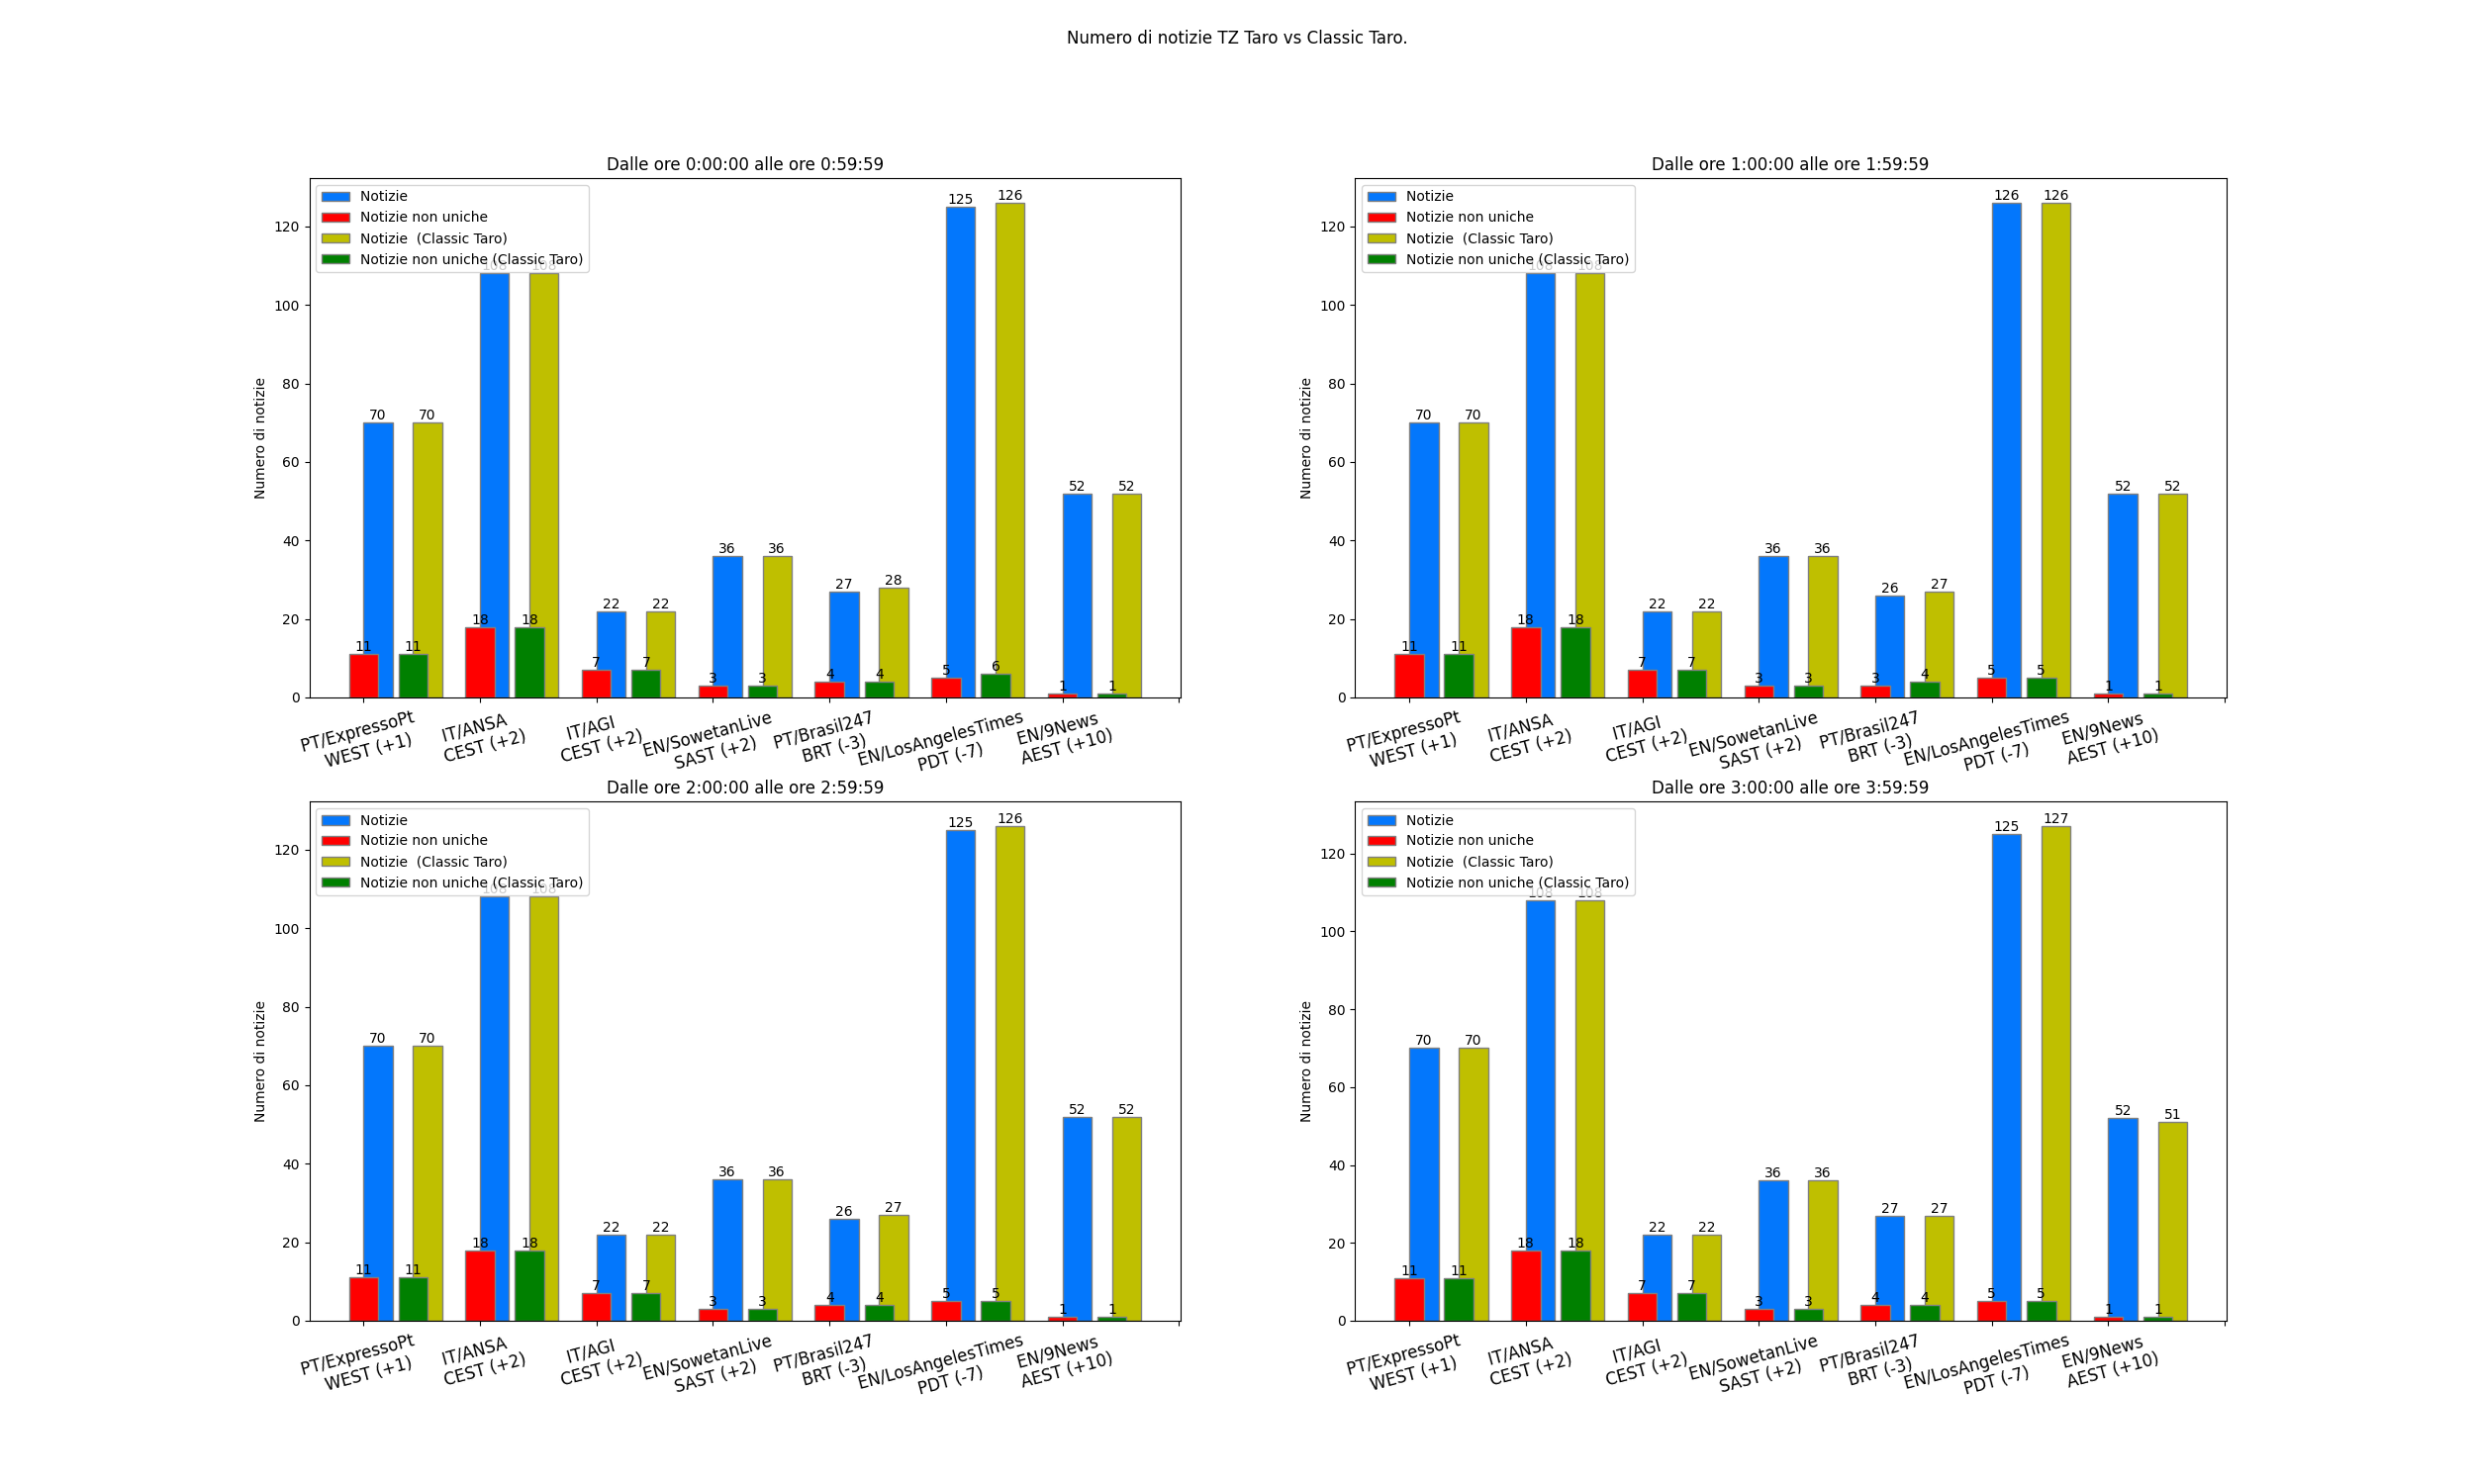 Numero di notizie TZ Taro vs Classic Taro.
Dalle ore 0:00:00 alle ore 0:59:59
Notizie
Notizie non uniche
Notizie (Classic Taro)
Notizie non uniche (Classic Taro)
Numero di notizie
120
100
80
60
40
20
0
70 70 108 108 22 22 36 36 27 28 125 126 52 52
11 11 18 18 7 7 3 3 4 4 5 6 1 1
PT/ExpressoPt
WEST (+1)
IT/ANSA
CEST (+2)
IT/AGI
CEST (+2)
EN/SowetanLive
SAST (+2)
PT/Brasil247
BRT (-3)
EN/LosAngelesTimes
PDT (-7)
EN/9News
AEST (+10)
Dalle ore 1:00:00 alle ore 1:59:59
Notizie
Notizie non uniche
Notizie (Classic Taro)
Notizie non uniche (Classic Taro)
Numero di notizie
120
100
80
60
40
20
0
70 70 108 108 22 22 36 36 26 27 126 126 52 52
11 11 18 18 7 7 3 3 3 4 5 5 1 1
PT/ExpressoPt
WEST (+1)
IT/ANSA
CEST (+2)
IT/AGI
CEST (+2)
EN/SowetanLive
SAST (+2)
PT/Brasil247
BRT (-3)
EN/LosAngelesTimes
PDT (-7)
EN/9News
AEST (+10)
Dalle ore 2:00:00 alle ore 2:59:59
Notizie
Notizie non uniche
Notizie (Classic Taro)
Notizie non uniche (Classic Taro)
Numero di notizie
120
100
80
60
40
20
0
70 70 108 108 22 22 36 36 26 27 125 126 52 52
11 11 18 18 7 7 3 3 4 4 5 5 1 1
PT/ExpressoPt
WEST (+1)
IT/ANSA
CEST (+2)
IT/AGI
CEST (+2)
EN/SowetanLive
SAST (+2)
PT/Brasil247
BRT (-3)
EN/LosAngelesTimes
PDT (-7)
EN/9News
AEST (+10)
Dalle ore 3:00:00 alle ore 3:59:59
Notizie
Notizie non uniche
Notizie (Classic Taro)
Notizie non uniche (Classic Taro)
Numero di notizie
120
100
80
60
40
20
0
70 70 108 108 22 22 36 36 27 27 125 127 52 51
11 11 18 18 7 7 3 3 4 4 5 5 1 1
PT/ExpressoPt
WEST (+1)
IT/ANSA
CEST (+2)
IT/AGI
CEST (+2)
EN/SowetanLive
SAST (+2)
PT/Brasil247
BRT (-3)
EN/LosAngelesTimes
PDT (-7)
EN/9News
AEST (+10)